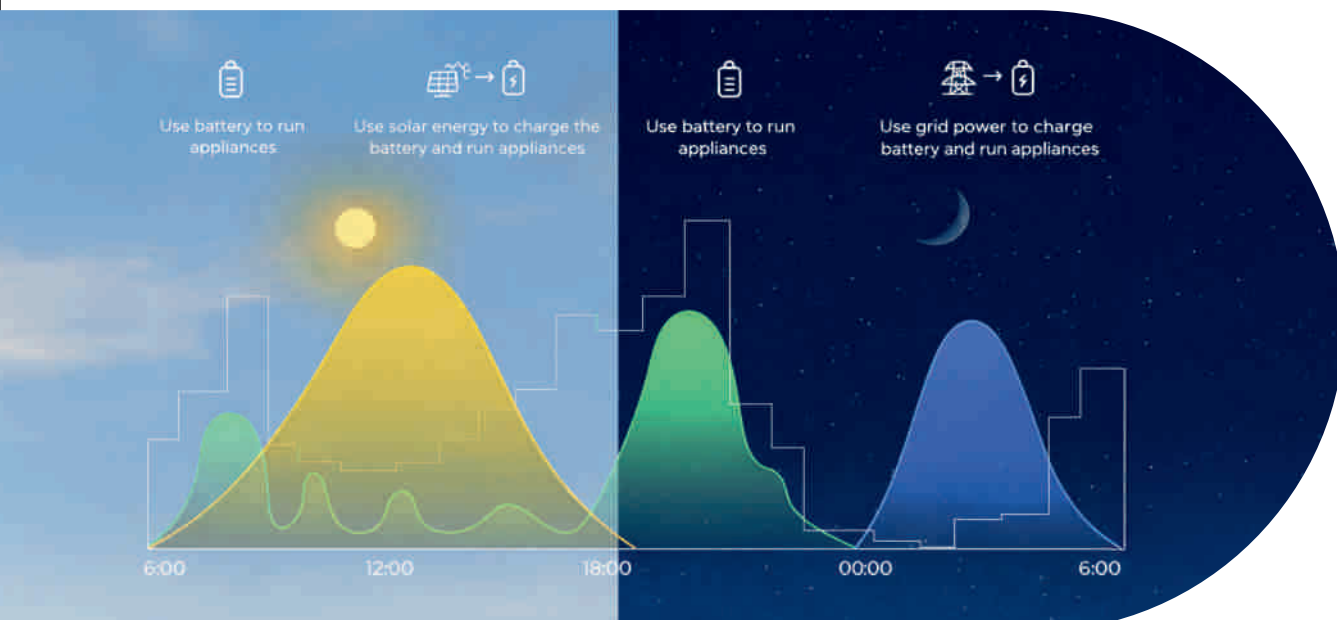 Use battery to run
appliances
Use solar energy to charge the
battery and run appliances
Use battery to run
appliances
Use grid power to charge
battery and run appliances
6:00
12:00
18:00
00:00
6:00